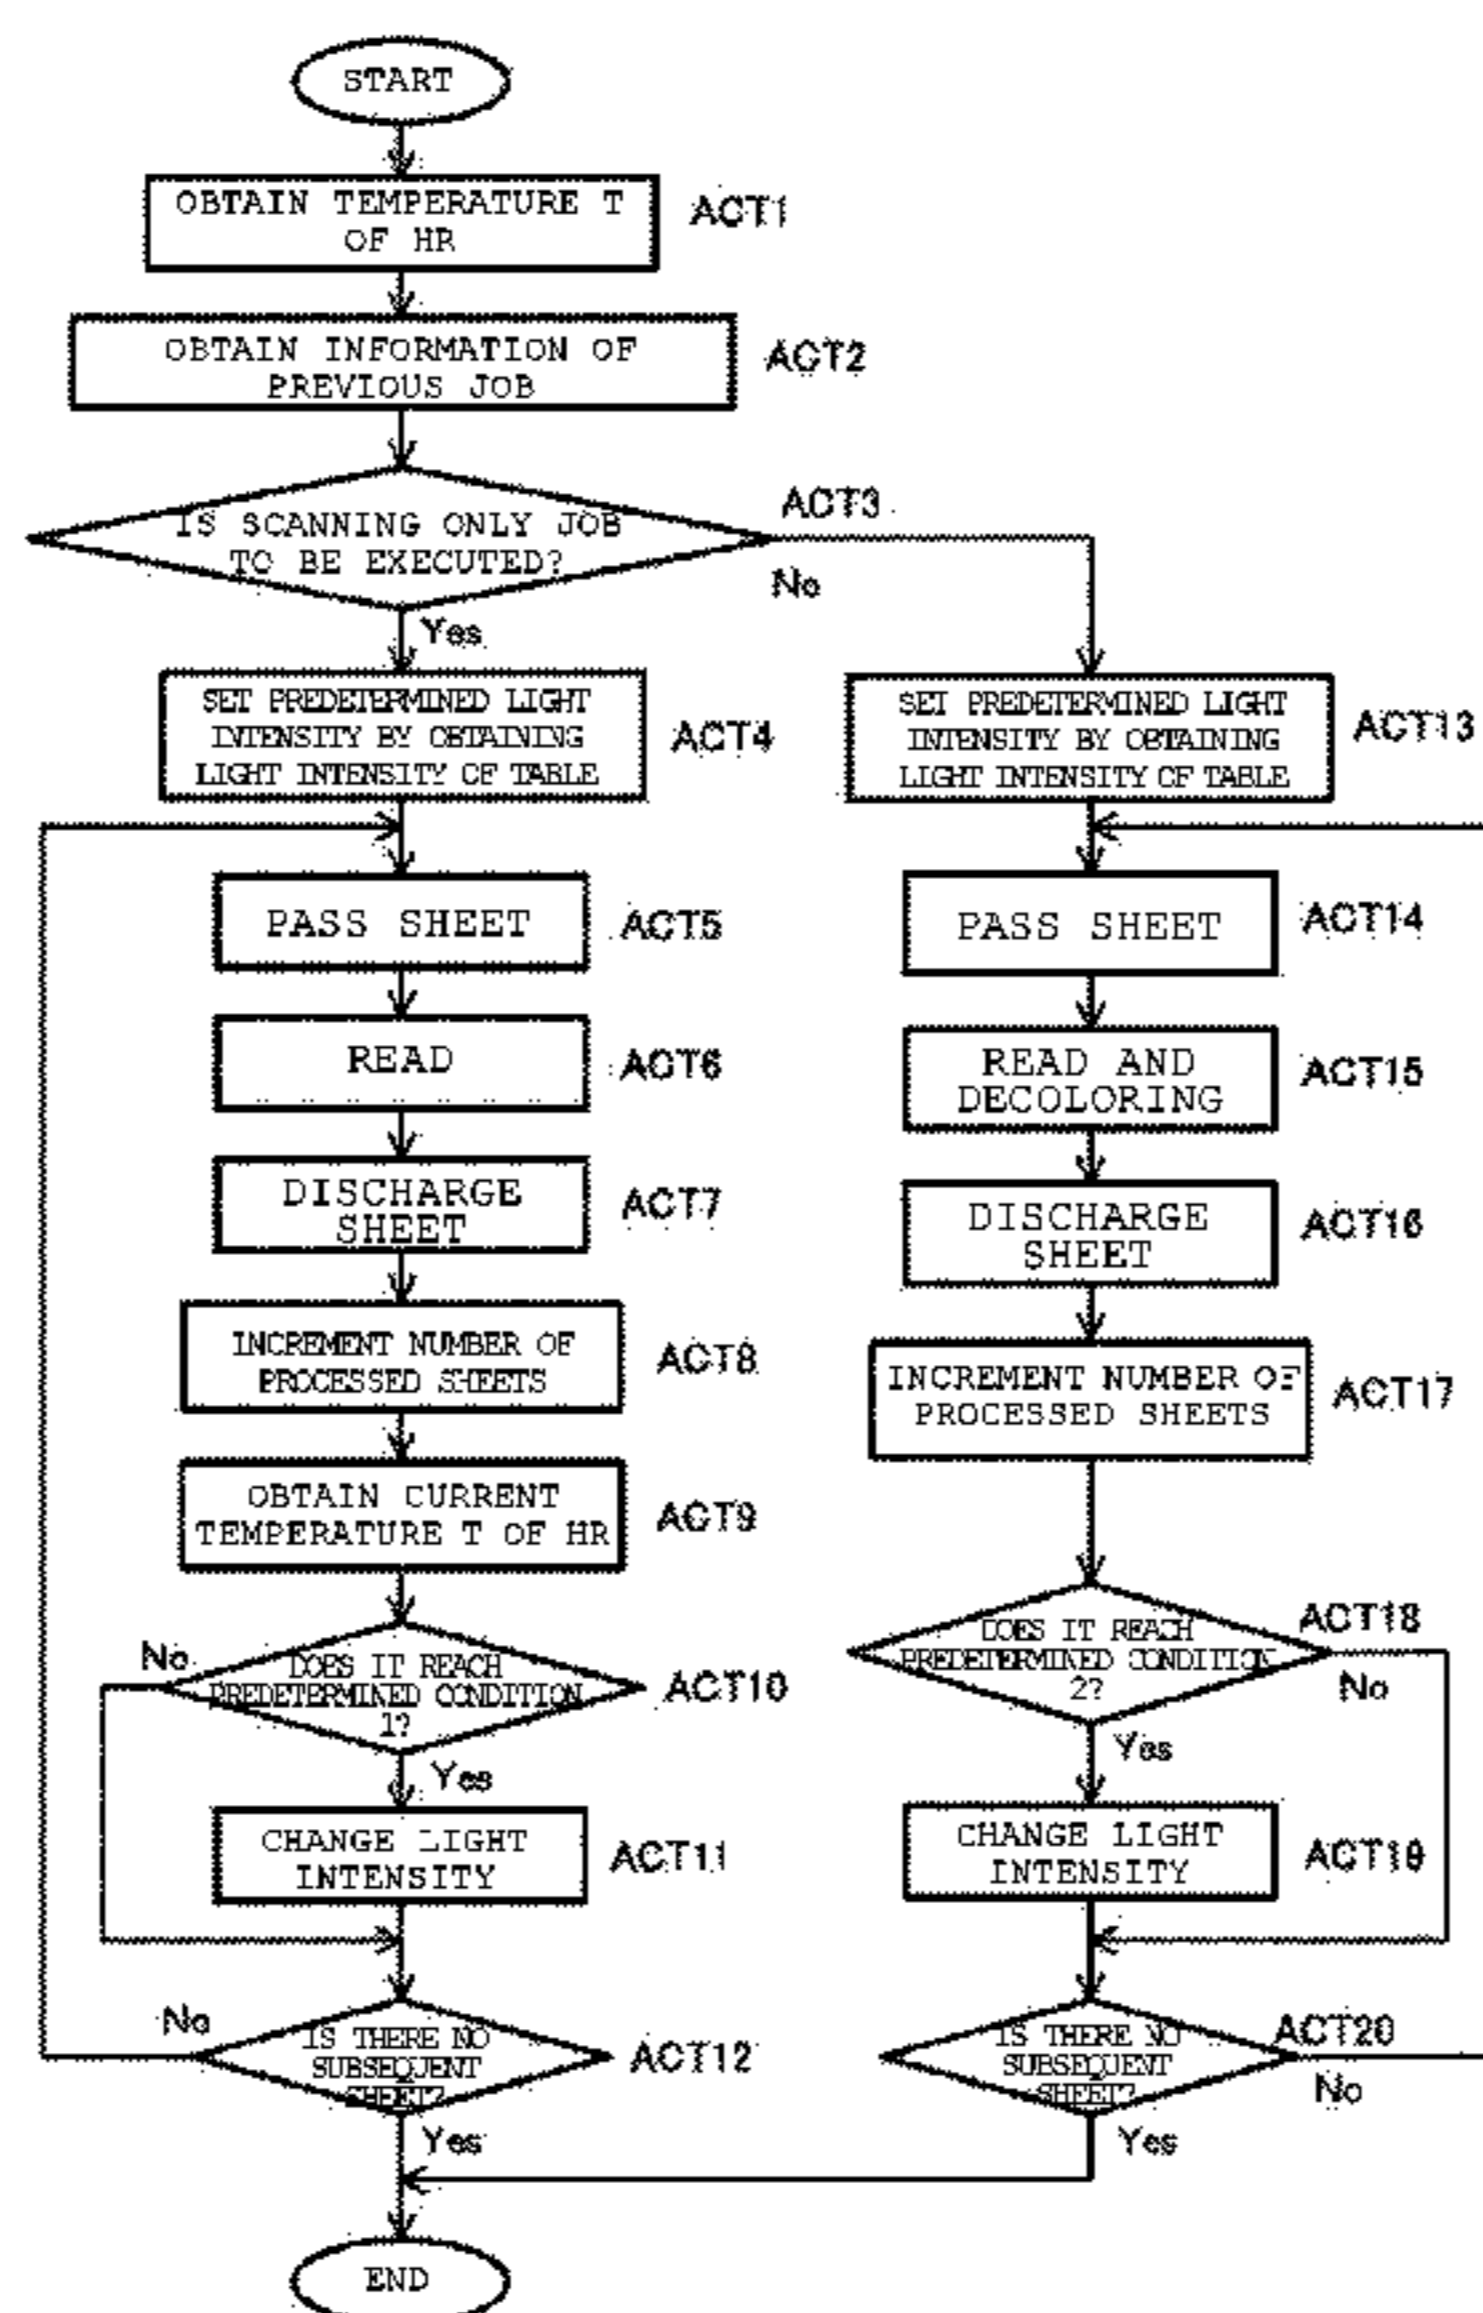 START
OBTAIN TEMPERATURE T
OF HR
ACT1
OBTAIN INFORMATION OF
PREVIOUS JOB
ACT2
IS SCANNING ONLY JOB
TO BE EXECUTED?
ACT3
No
Yes
SET PREDETERMINED LIGHT
INTENSITY BY OBTAINING
LIGHT INTENSITY OF TABLE
ACT4
PASS SHEET
ACT5
READ
ACT6
DISCHARGE
SHEET
ACT7
INCREMENT NUMBER OF
PROCESSED SHEETS
ACT8
OBTAIN CURRENT
TEMPERATURE T OF HR
ACT9
DOES IT REACH
PREDETERMINED CONDITION
1?
ACT10
No
Yes
CHANGE LIGHT
INTENSITY
ACT11
IS THERE NO
SUBSEQUENT
SHEET?
ACT12
No
Yes
SET PREDETERMINED LIGHT
INTENSITY BY OBTAINING
LIGHT INTENSITY OF TABLE
ACT13
PASS SHEET
ACT14
READ AND
DECOLORING
ACT15
DISCHARGE
SHEET
ACT16
INCREMENT NUMBER OF
PROCESSED SHEETS
ACT17
DOES IT REACH
PREDETERMINED CONDITION
2?
ACT18
No
Yes
CHANGE LIGHT
INTENSITY
ACT19
IS THERE NO
SUBSEQUENT
SHEET?
ACT20
No
Yes
END